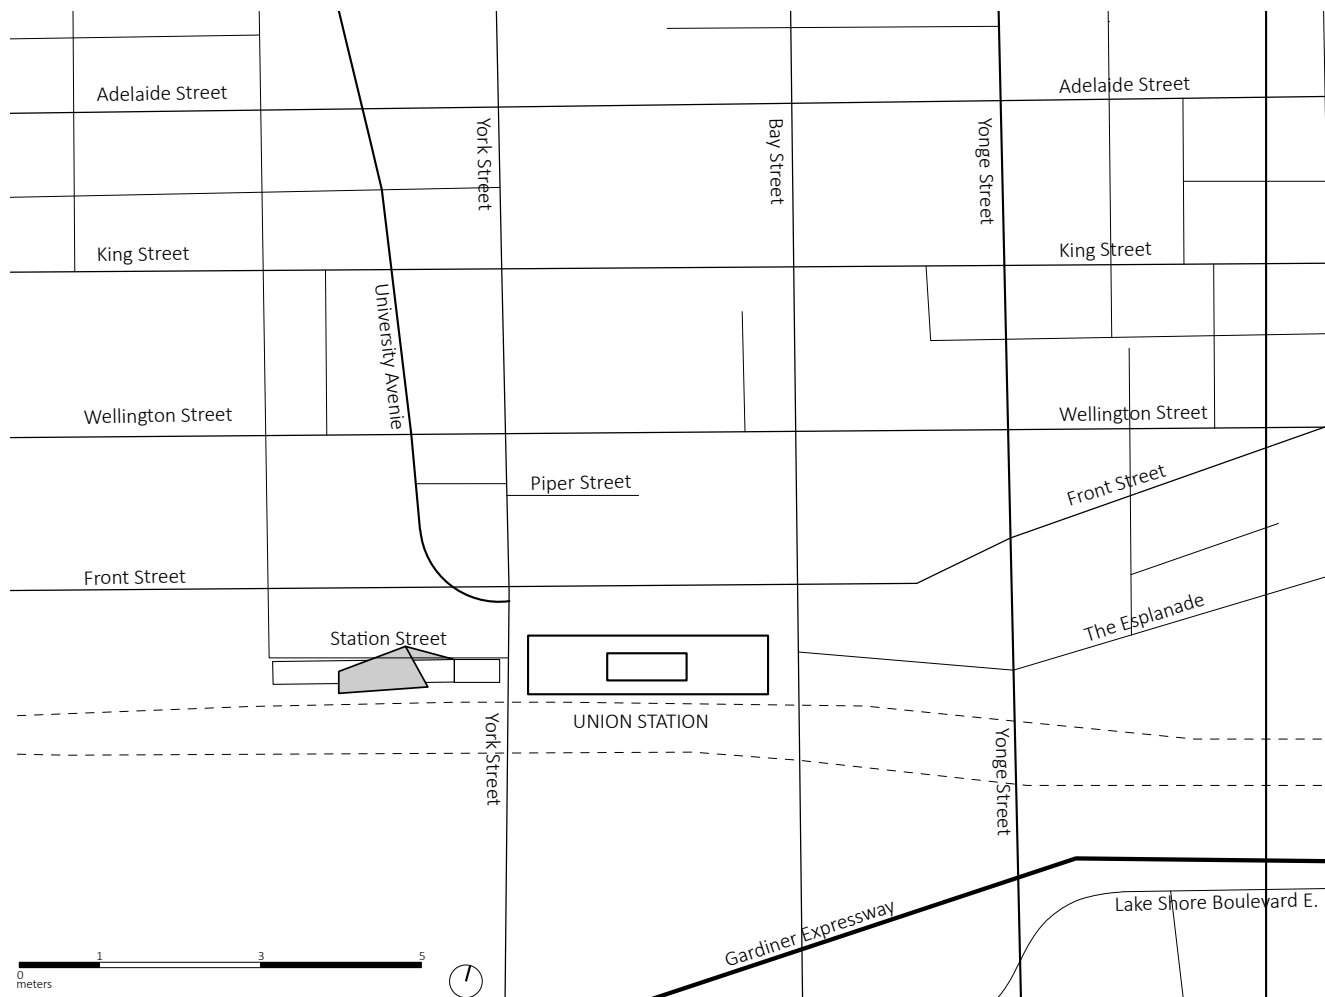 Adelaide Street
Adelaide Street
York Street
Bay Street
Yonge Street
King Street
King Street
University Avenie
Wellington Street
Wellington Street
Piper Street
Front Street
Front Street
The Esplanade
Station Street
UNION STATION
York Street
Yonge Street
Gardiner Expressway
Lake Shore Boulevard E.
1
3
5
0
meters